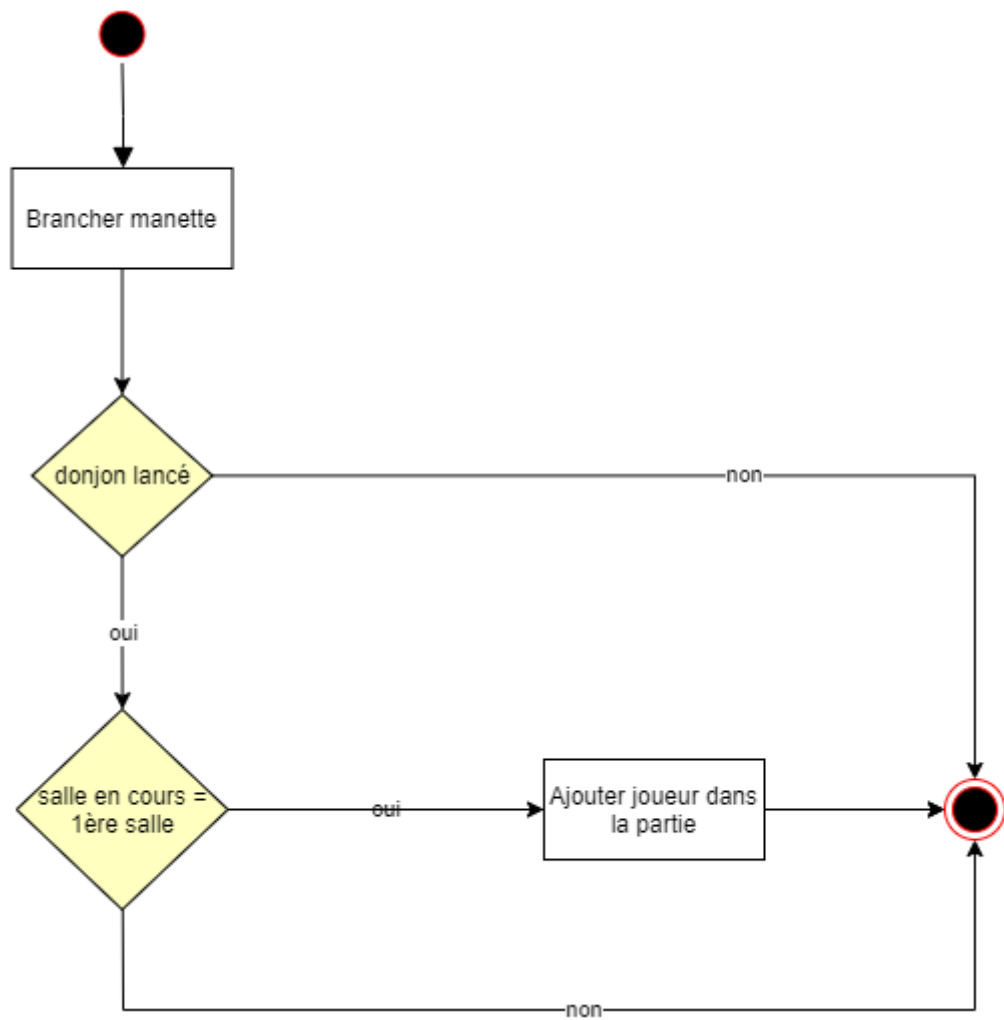 Brancher manette
donjon lancé
non
oui
salle en cours =
1ère salle
oui
Ajouter joueur dans
la partie
non